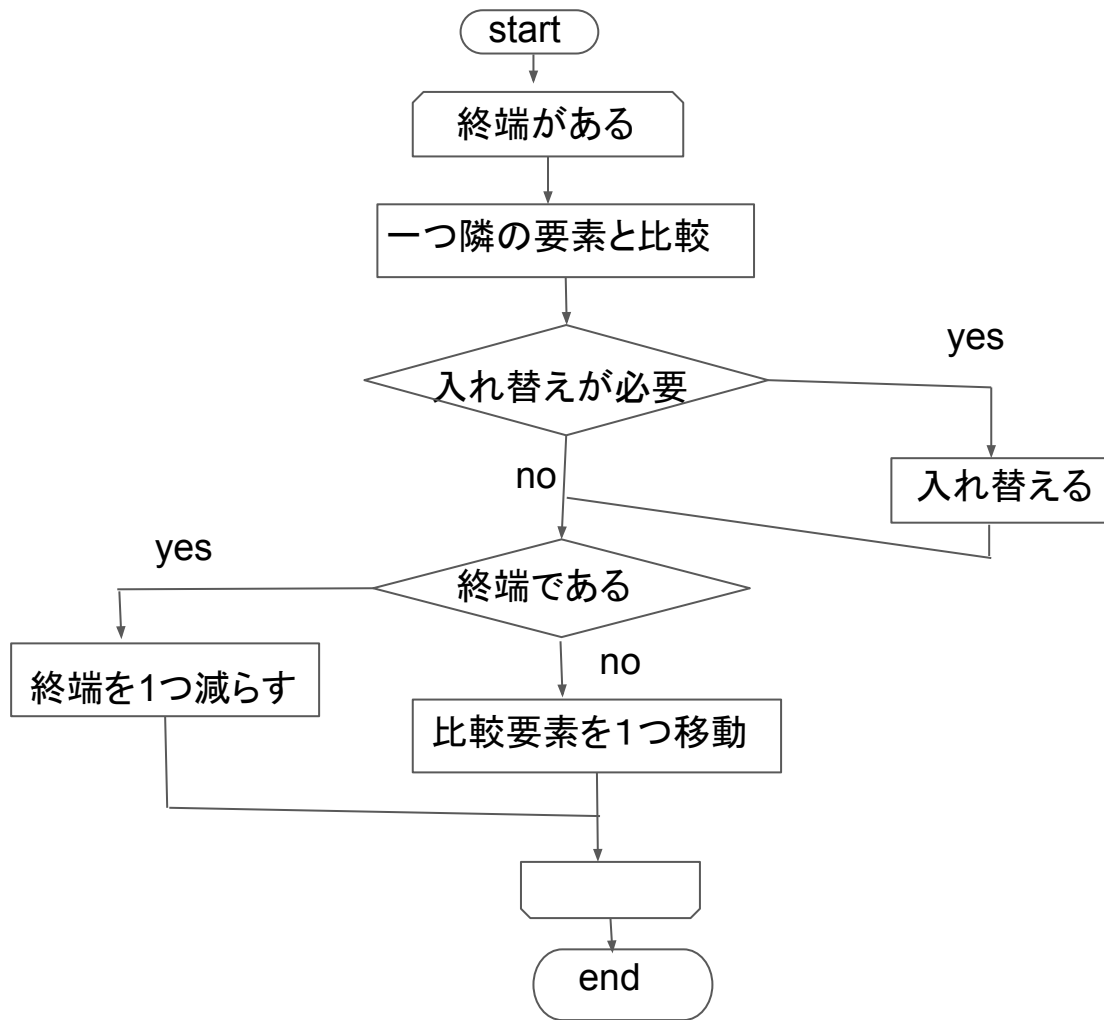 start
終端がある
一つ隣の要素と比較
yes
入れ替えが必要
no
入れ替える
yes
終端である
no
終端を1つ減らす
比較要素を1つ移動
end